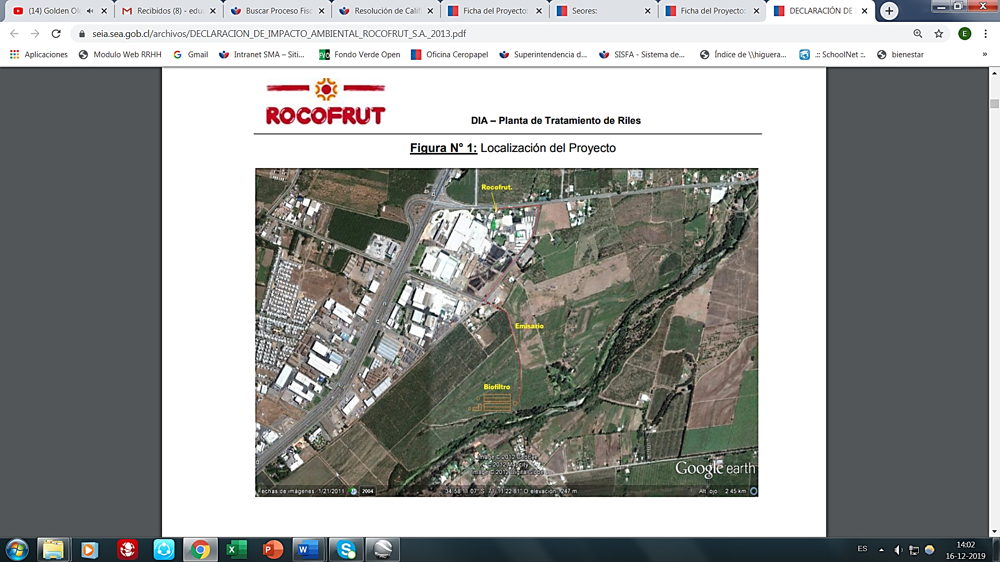 (14) Golden Ol
Recibidos (8) - edu
Buscar Proceso Fisc
Resolución de Calif
Ficha del Proyecto:
Seores:
Ficha del Proyecto:
DECLARACIÓN DE
seia.sea.gob.cl/archivos/DECLARACION_DE_IMPACTO_AMBIENTAL_ROCOFRUT_S.A._2013.pdf
E
Aplicaciones
Modulo Web RRHH
Gmail
Intranet SMA – Siti...
FVO
Fondo Verde Open
Oficina Ceropapel
Superintendencia d...
SISFA - Sistema de...
Índice de \\higuera...
.:: SchoolNet ::.
bienestar
»
ROCOFRUT
DIA – Planta de Tratamiento de Riles
Figura N° 1: Localización del Proyecto
N
Rocofrut.
Emisario
Biofiltro
Image © 2012 GeoEye
© 2012 Mapcity
Image © 2012 DigitalGlobe
Google earth
Fechas de imágenes: 1/21/2011
2004
34°58'11.07" S 71°11'22.81" O elevación 247 m
Alt. ojo 2.45 km
PRO
ES
14:02
16-12-2019